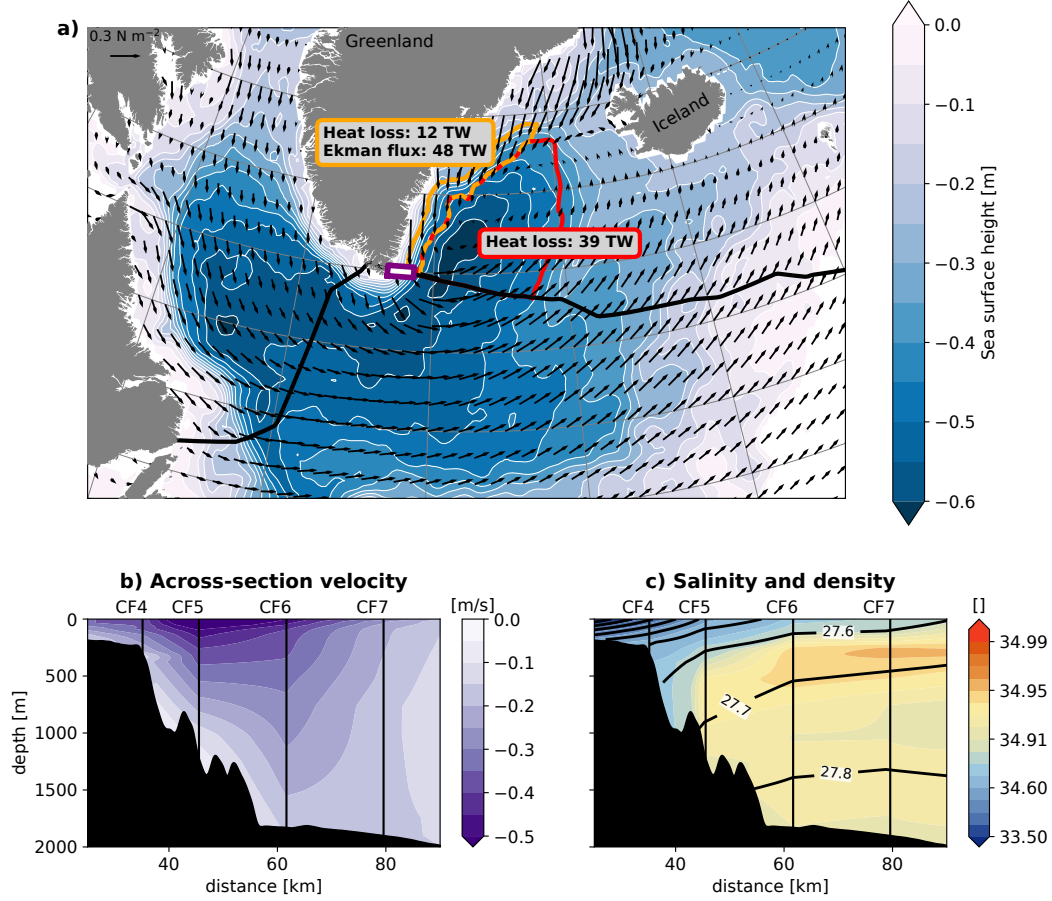 a)
0.3 N m⁻²
Greenland
Iceland
Heat loss: 12 TW
Ekman flux: 48 TW
Heat loss: 39 TW
0.0
−0.1
−0.2
−0.3
−0.4
−0.5
−0.6
Sea surface height [m]
b) Across-section velocity
CF4 CF5 CF6 CF7
[m/s]
0
500
1000
1500
2000
depth [m]
40 60 80
distance [km]
0.0
−0.1
−0.2
−0.3
−0.4
−0.5
c) Salinity and density
CF4 CF5 CF6 CF7
[]
27.6
27.7
27.8
40 60 80
distance [km]
34.99
34.95
34.91
34.60
33.50